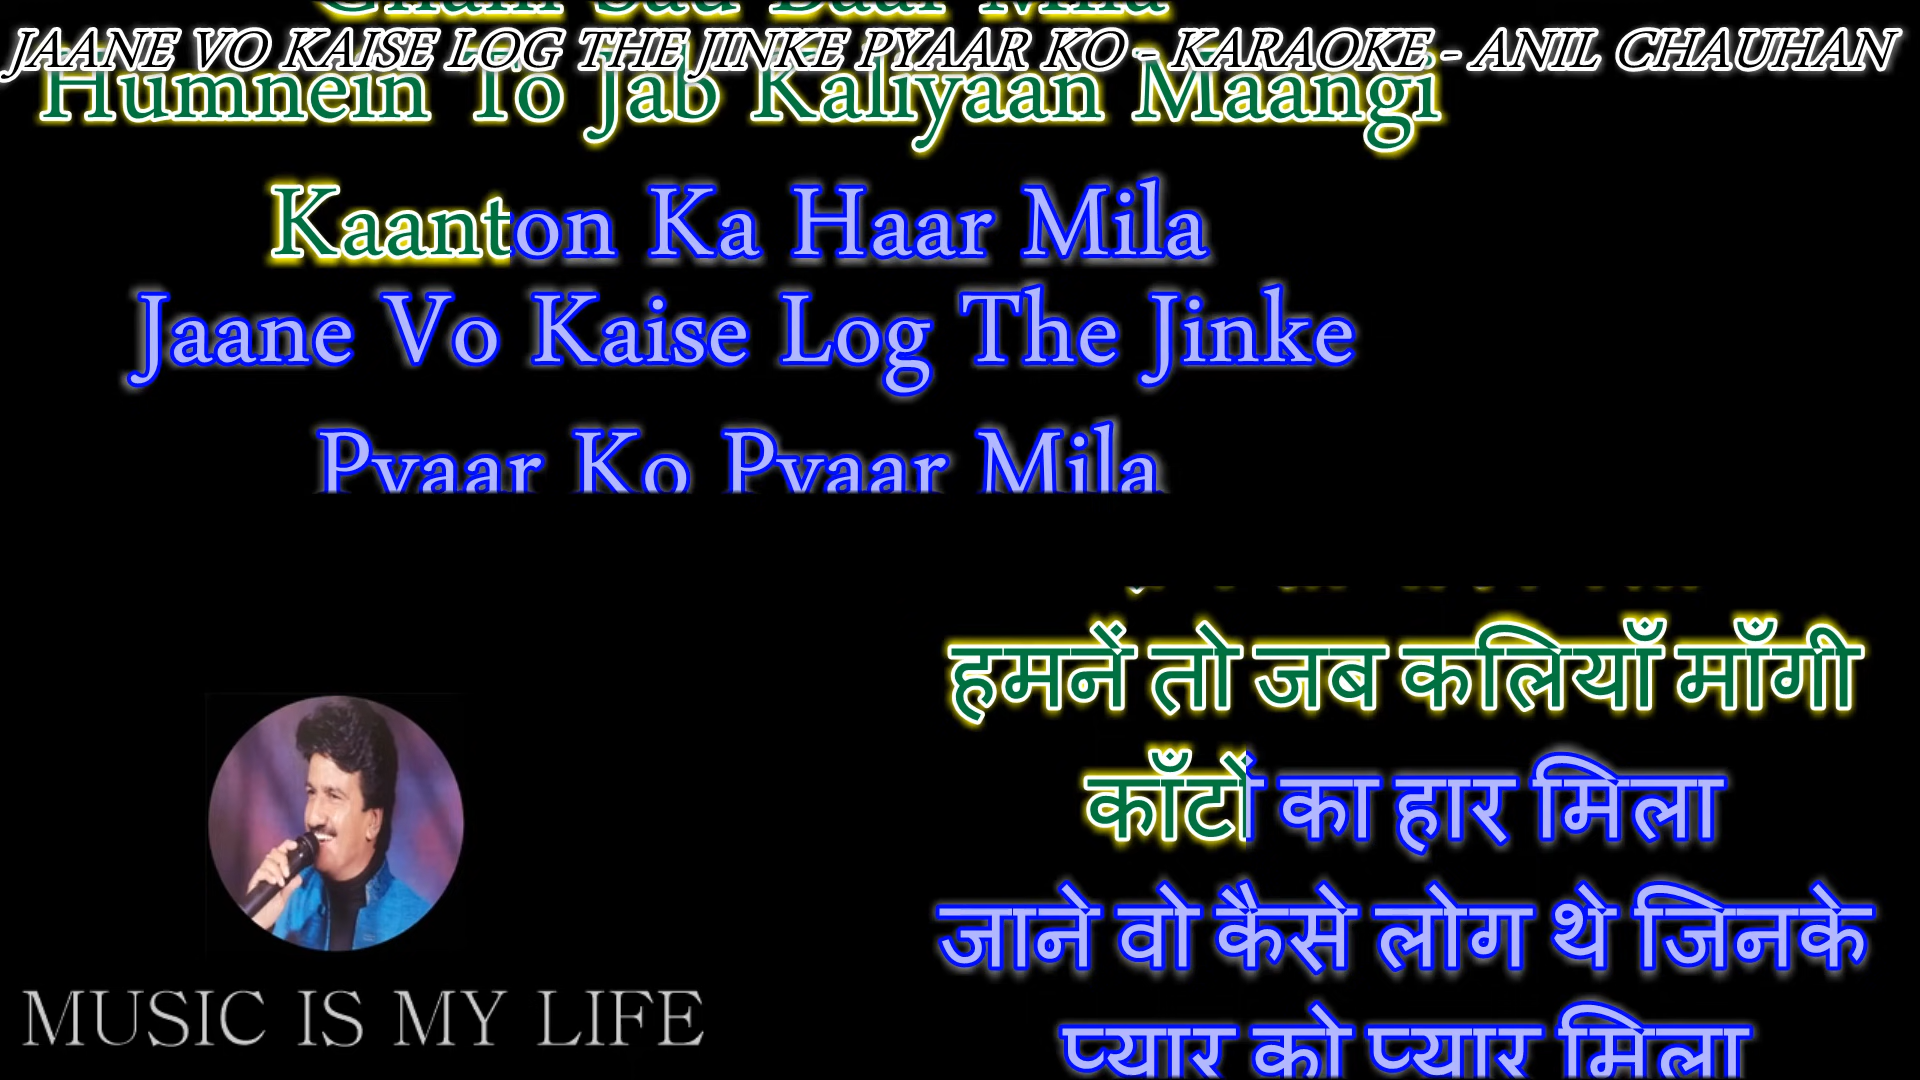 JAANE VO KAISE LOG THE JINKE PYAAR KO - KARAOKE - ANIL CHAUHAN
Humnein To Jab Kaliyaan Maangi
Kaanton Ka Haar Mila
Jaane Vo Kaise Log The Jinke
Pyaar Ko Pyaar Mila
हमनें तो जब कलियाँ माँगी
काँटों का हार मिला
जाने वो कैसे लोग थे जिनके
प्यार को प्यार मिला
MUSIC IS MY LIFE